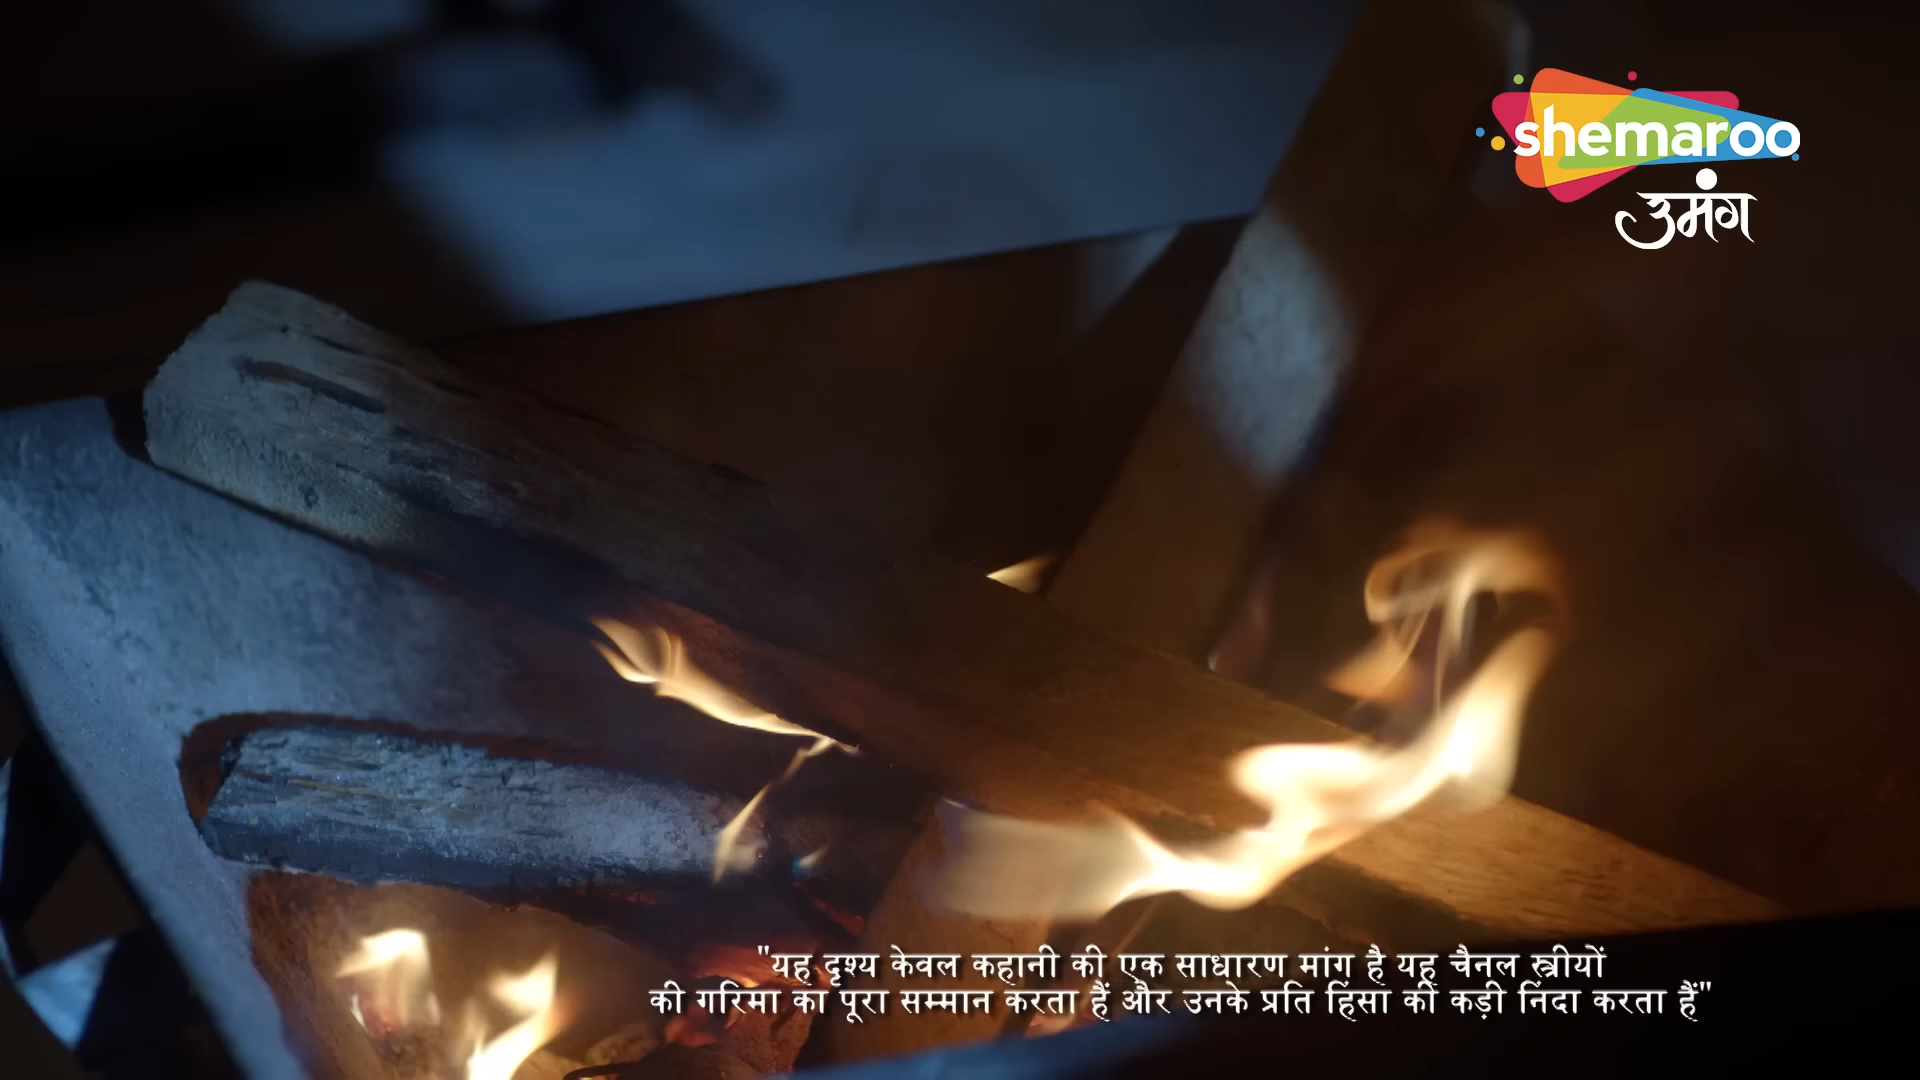 shemaroo
उमंग
"यह दृश्य केवल कहानी की एक साधारण मांग है यह चैनल स्त्रीयों
की गरिमा का पूरा सम्मान करता हैं और उनके प्रति हिंसा की कड़ी निंदा करता हैं"